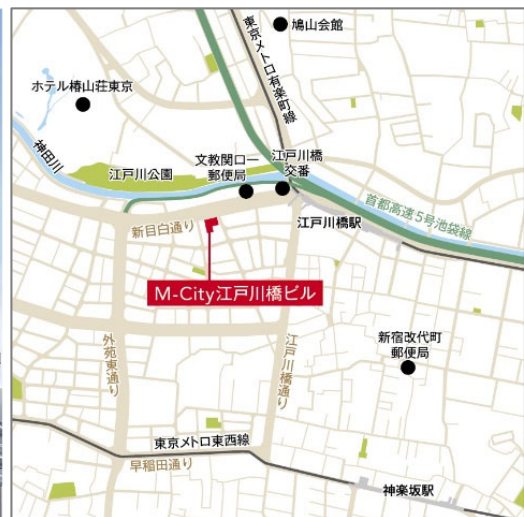 鳩山会館
東京メトロ有楽町線
ホテル椿山荘東京
神田川
江戸川公園
文教関口一
郵便局
江戸川橋
交番
首都高速5号池袋線
新目白通り
江戸川橋駅
M-City江戸川橋ビル
外苑東通り
江戸川橋通り
新宿改代町
郵便局
東京メトロ東西線
早稲田通り
神楽坂駅